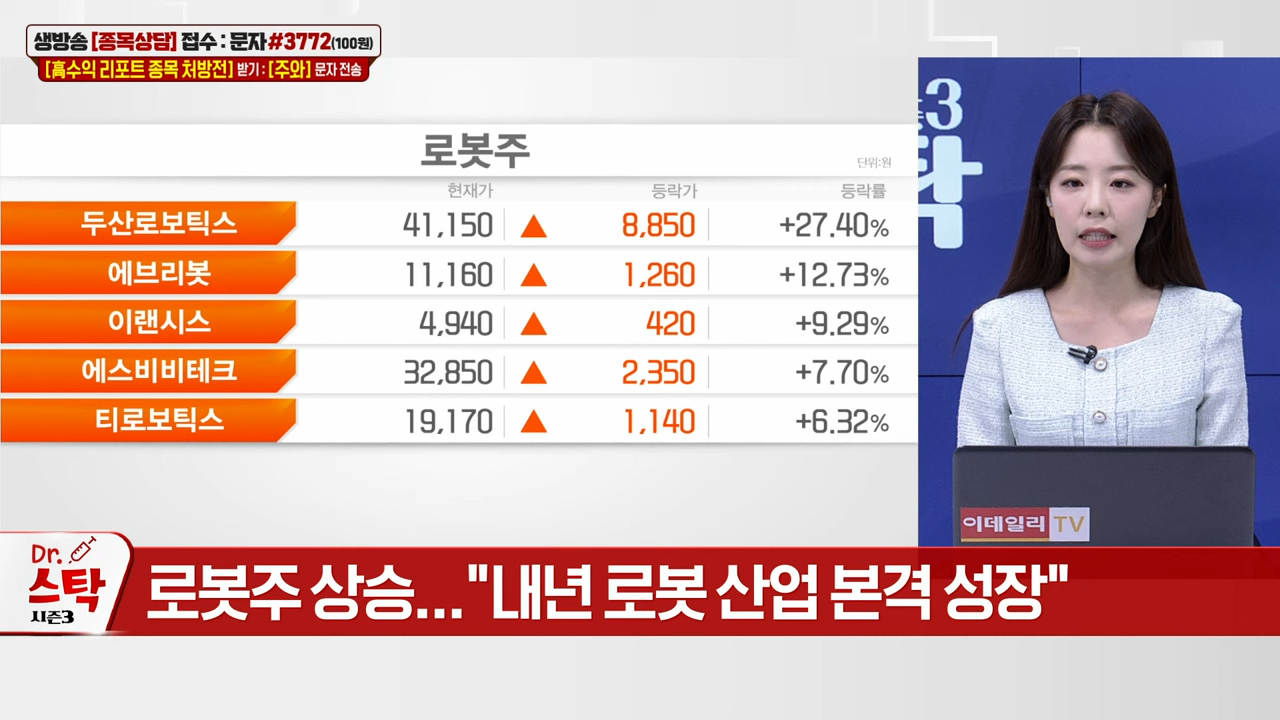 생방송 [종목상담] 접수 : 문자#3772(100원)
[高수익 리포트 종목 처방전] 받기 : [주와] 문자 전송
로봇주
단위:원
현재가 등락가 등락률
두산로보틱스 41,150 ▲ 8,850 +27.40%
에브리봇 11,160 ▲ 1,260 +12.73%
이랜시스 4,940 ▲ 420 +9.29%
에스비비테크 32,850 ▲ 2,350 +7.70%
티로보틱스 19,170 ▲ 1,140 +6.32%
3
탁
이데일리TV
Dr.
스탁
시즌3
로봇주 상승..."내년 로봇 산업 본격 성장"